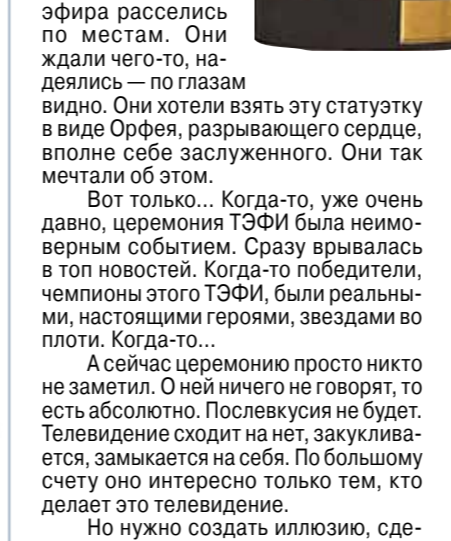 эфира расселись
по местам. Они
ждали чего-то, на-
деялись — по глазам
видно. Они хотели взять эту статуэтку
в виде Орфея, разрывающего сердце,
вполне себе заслуженного. Они так
мечтали об этом.
Вот только... Когда-то, уже очень
давно, церемония ТЭФИ была неимо-
верным событием. Сразу врывалась
в топ новостей. Когда-то победители,
чемпионы этого ТЭФИ, были реальны-
ми, настоящими героями, звездами во
плоти. Когда-то...
А сейчас церемонию просто никто
не заметил. О ней ничего не говорят, то
есть абсолютно. Послевкусия не будет.
Телевидение сходит на нет, закуклива-
ется, замыкается на себя. По большому
счету оно интересно только тем, кто
делает это телевидение.
Но нужно создать иллюзию, сде-